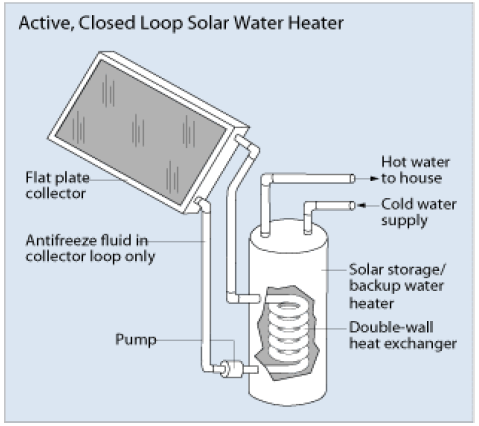 Active, Closed Loop Solar Water Heater
Flat plate
collector
Hot water
to house
Cold water
supply
Antifreeze fluid in
collector loop only
Solar storage/
backup water
heater
Pump
Double-wall
heat exchanger